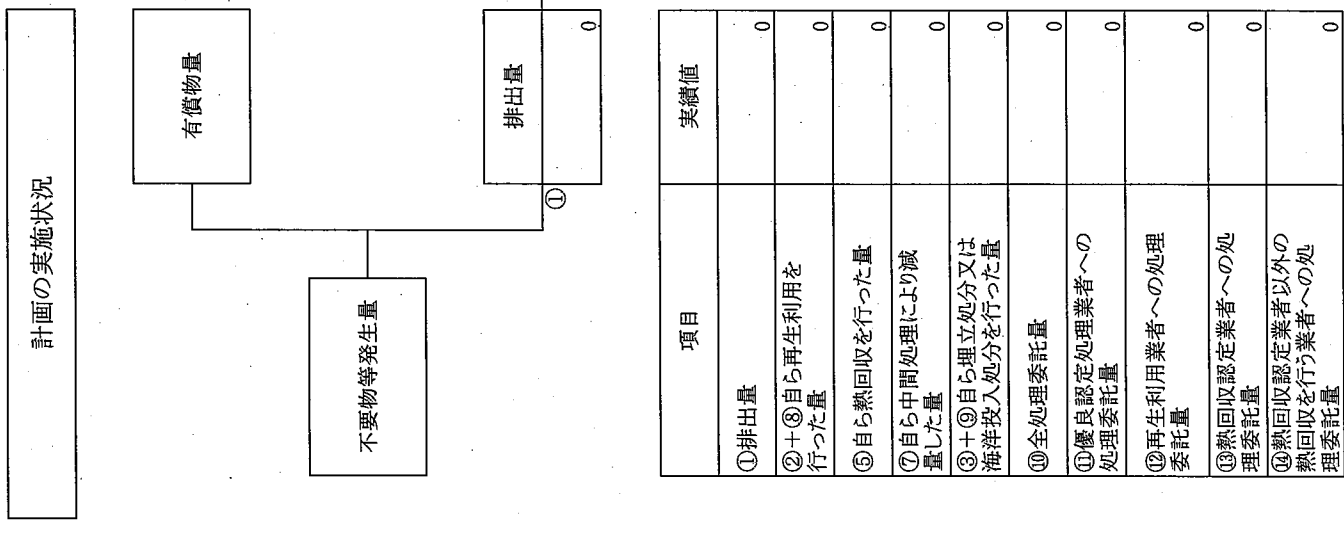 計画の実施状況
不要物等発生量
有償物量
①
排出量
0
項目
実績値
①排出量
0
②+⑧自ら再生利用を
行った量
0
⑤自ら熱回収を行った量
0
⑦自ら中間処理により減
量した量
0
③+⑨自ら埋立処分又は
海洋投入処分を行った量
0
⑩全処理委託量
0
⑪優良認定処理業者への
処理委託量
0
⑫再生利用業者への処理
委託量
0
⑬熱回収認定業者への処
理委託量
0
⑭熱回収認定業者以外の
熱回収を行う業者への処
理委託量
0